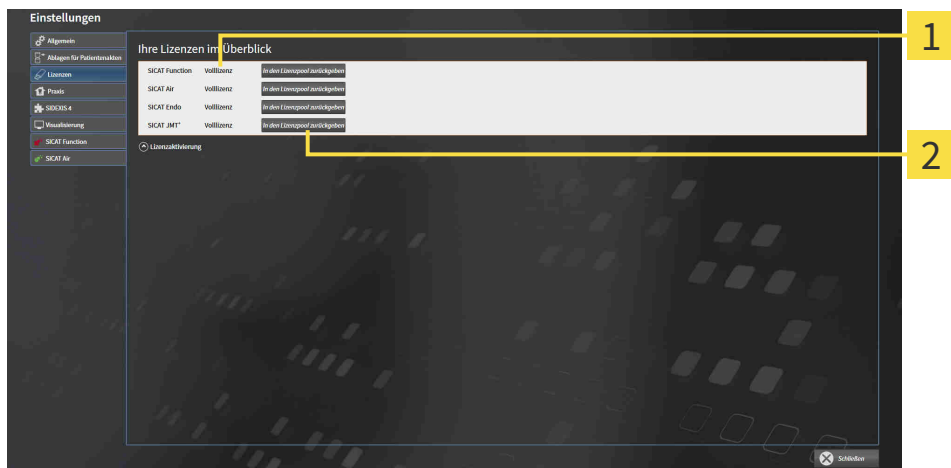 Einstellungen
Allgemein
Ablagen für Patientenakten
Lizenzen
Praxis
SIDEXIS 4
Visualisierung
SICAT Function
SICAT Air
Ihre Lizenzen im Überblick
SICAT Function Volllizenz In den Lizenzpool zurückgeben
SICAT Air Volllizenz In den Lizenzpool zurückgeben
SICAT Endo Volllizenz In den Lizenzpool zurückgeben
SICAT JMT+ Volllizenz In den Lizenzpool zurückgeben
Lizenzaktivierung
1
2
Schließen